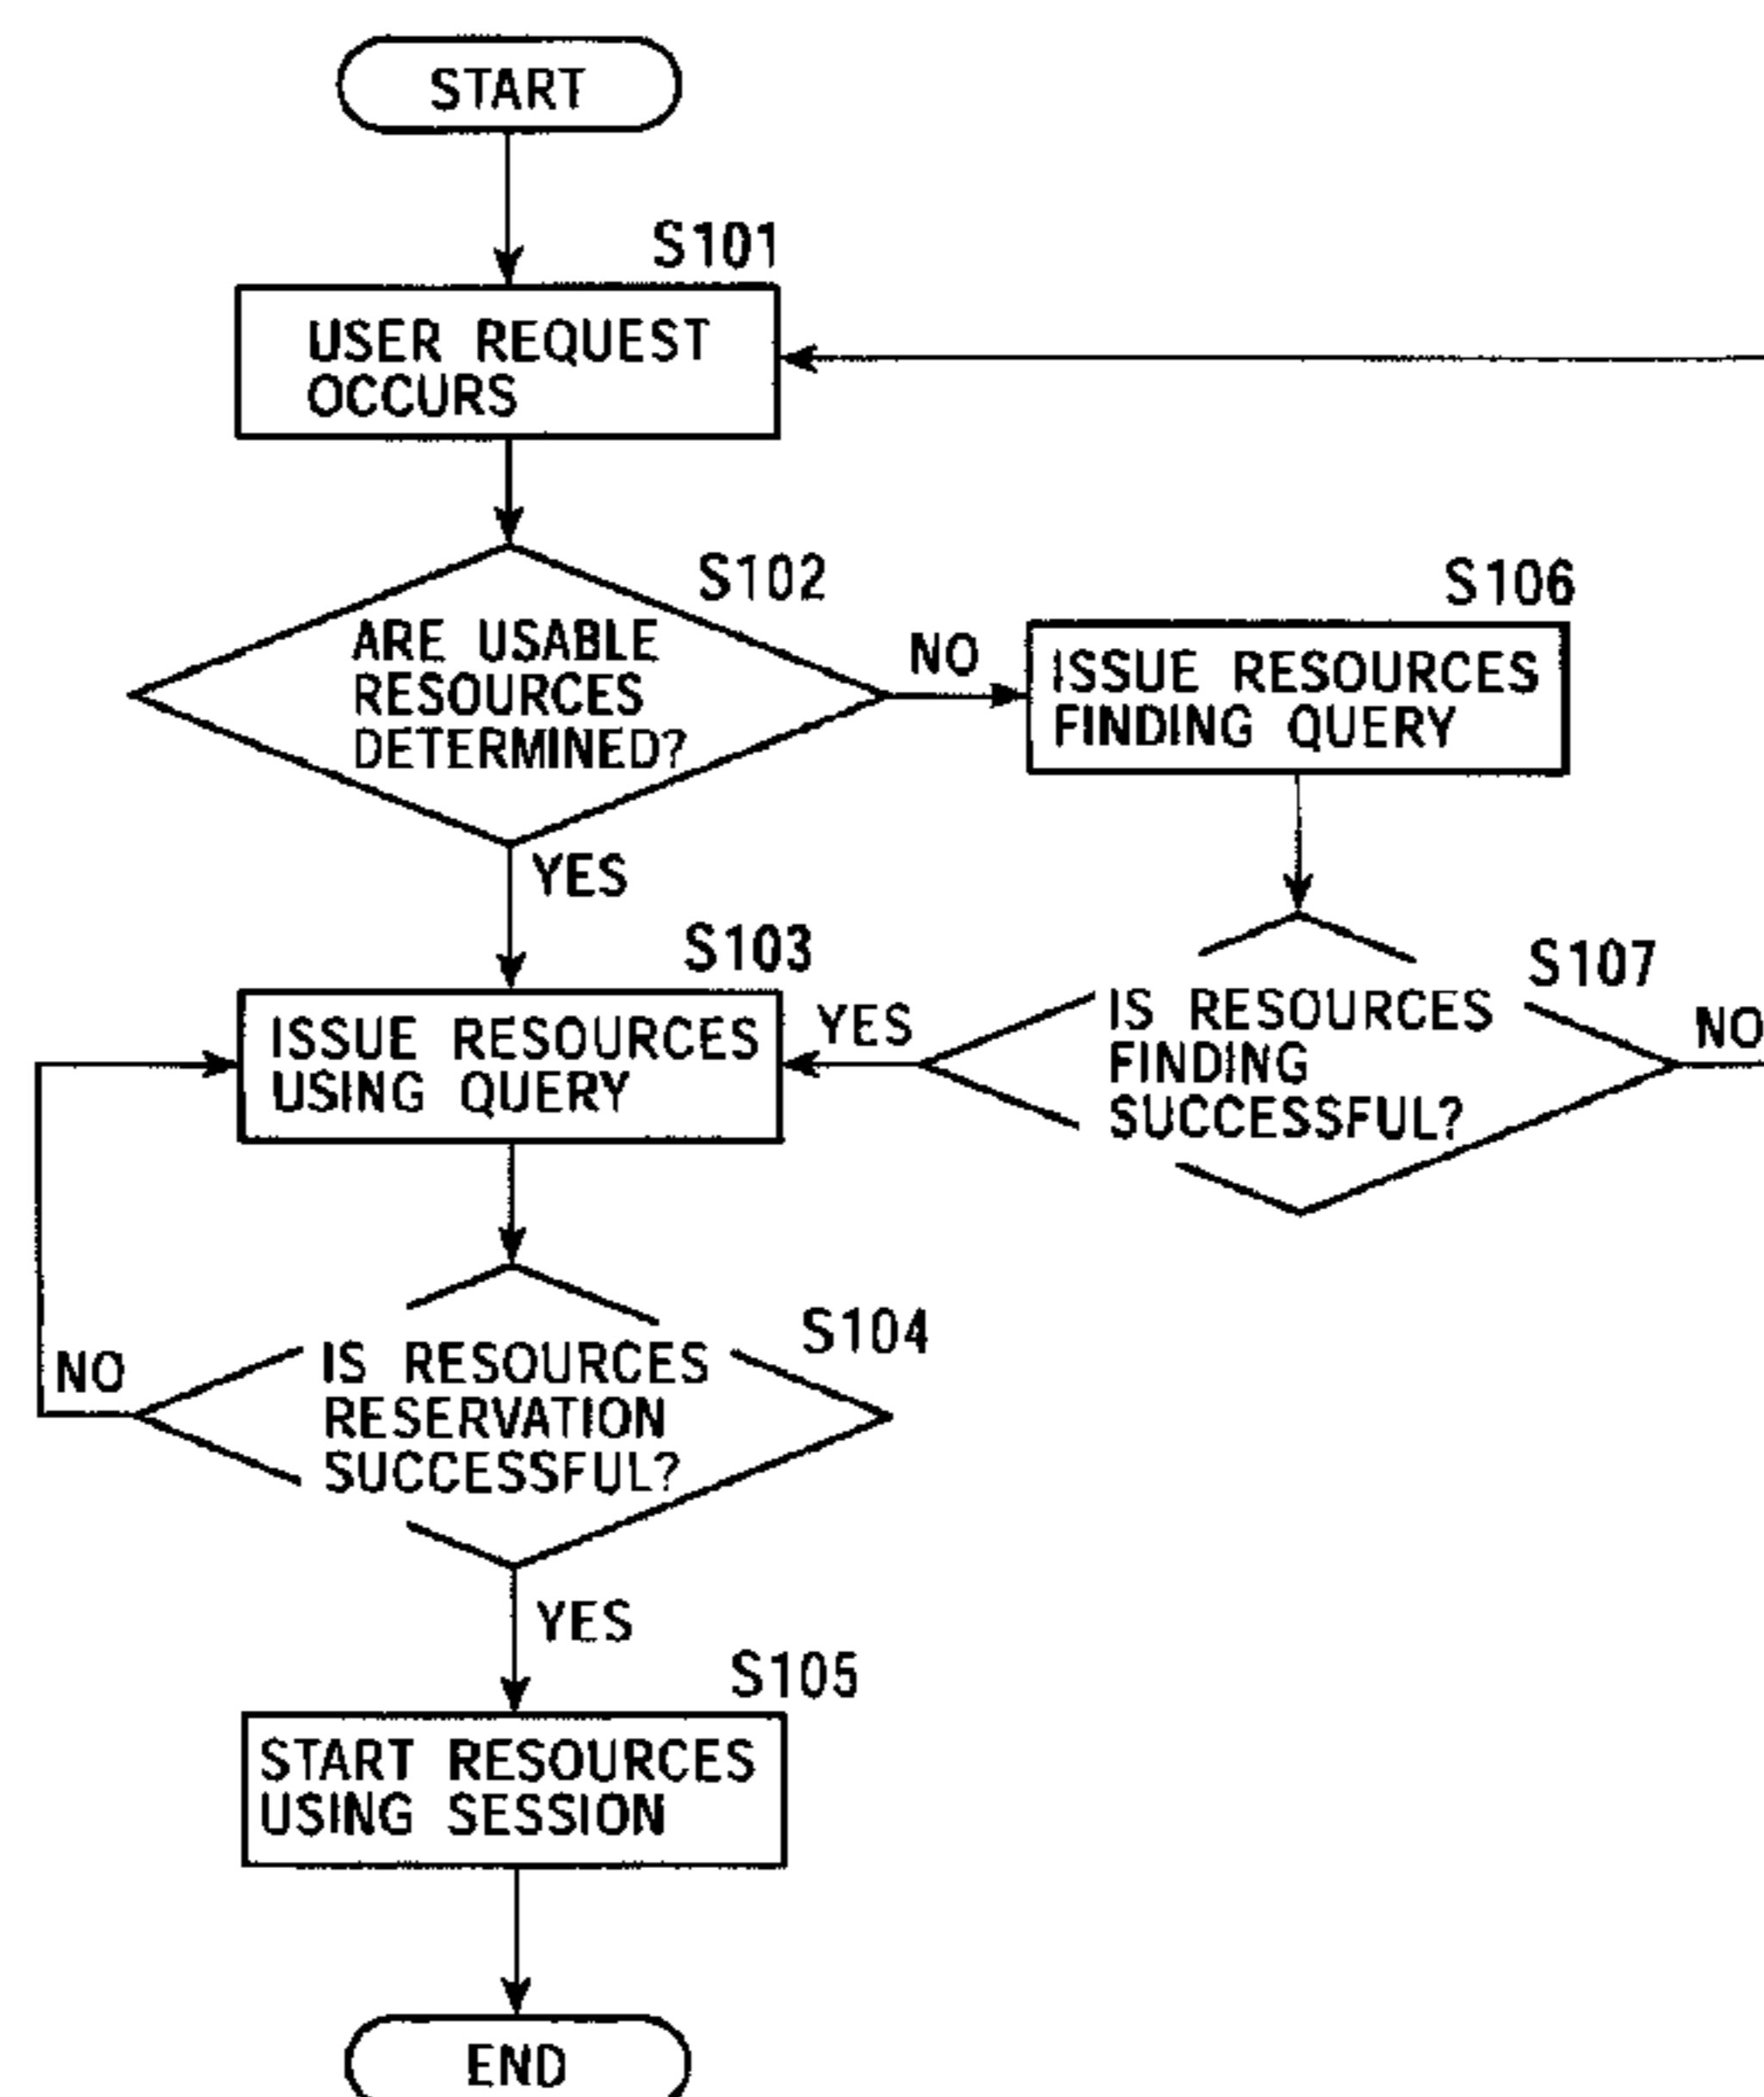 START
S101
USER REQUEST
OCCURS
S102
ARE USABLE
RESOURCES
DETERMINED?
NO
S106
ISSUE RESOURCES
FINDING QUERY
YES
S103
ISSUE RESOURCES
USING QUERY
YES
S107
IS RESOURCES
FINDING
SUCCESSFUL?
NO
S104
IS RESOURCES
RESERVATION
SUCCESSFUL?
NO
YES
S105
START RESOURCES
USING SESSION
END